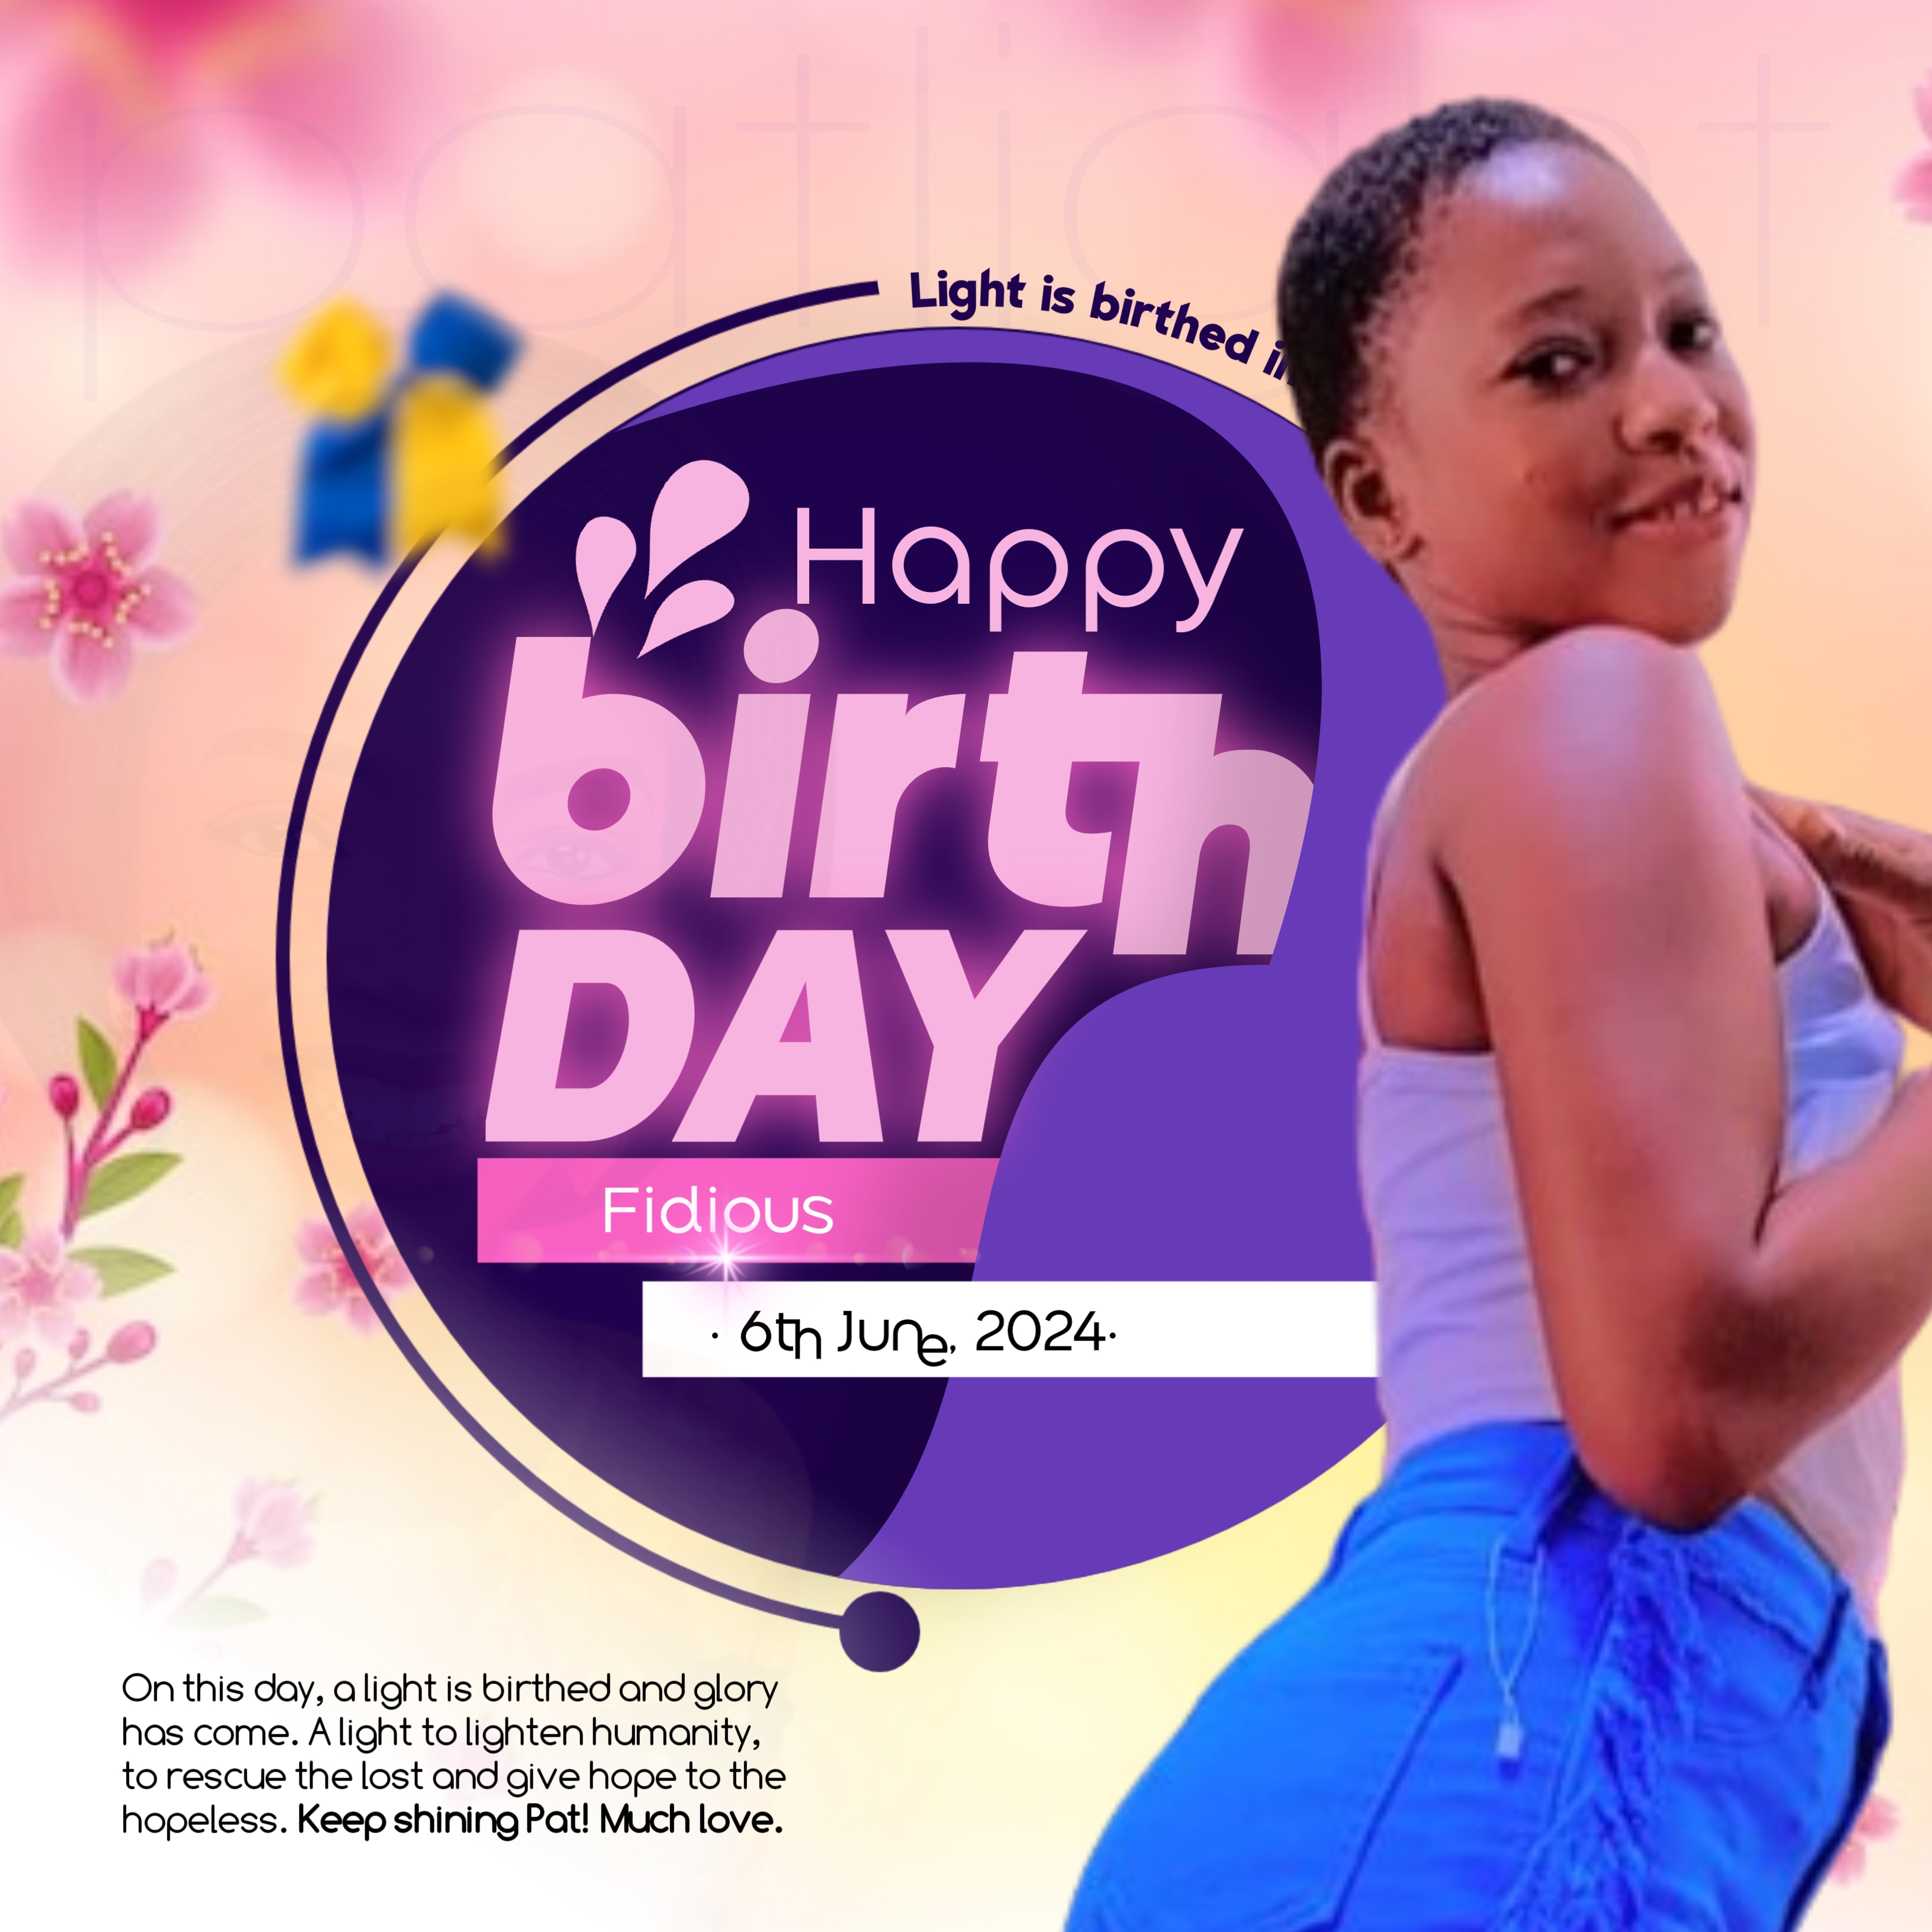 patlight
Light is birthed i
Happy
birth
DAY
Fidious
· 6th June, 2024·
On this day, a light is birthed and glory
has come. A light to lighten humanity,
to rescue the lost and give hope to the
hopeless. Keep shining Pat! Much love.